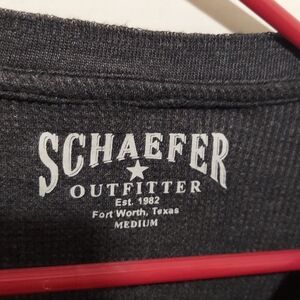 SCHAEFER
OUTFITTER
Est. 1982
Fort Worth, Texas
MEDIUM